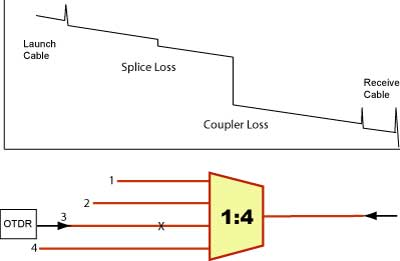 Launch
Cable
Splice Loss
Receive
Cable
Coupler Loss
1
2
OTDR
3
X
4
1:4